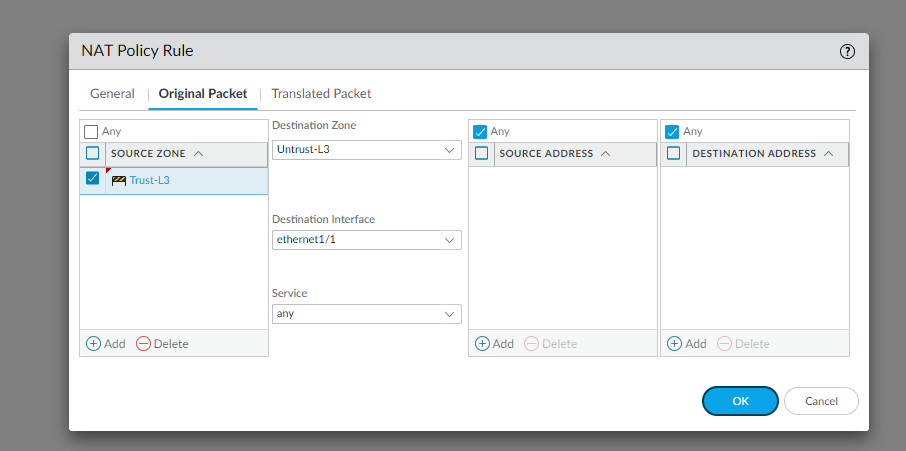 NAT Policy Rule
?
General
Original Packet
Translated Packet
Any
SOURCE ZONE
Trust-L3
Add
Delete
Destination Zone
Untrust-L3
Destination Interface
ethernet1/1
Service
any
Any
SOURCE ADDRESS
Add
Delete
Any
DESTINATION ADDRESS
Add
Delete
OK
Cancel